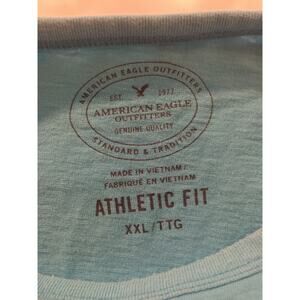 AMERICAN EAGLE OUTFITTERS
EST. 1977
AMERICAN EAGLE
OUTFITTERS
GENUINE QUALITY
STANDARD & TRADITION
MADE IN VIETNAM /
FABRIQUÉ EN VIETNAM
ATHLETIC FIT
XXL/TTG